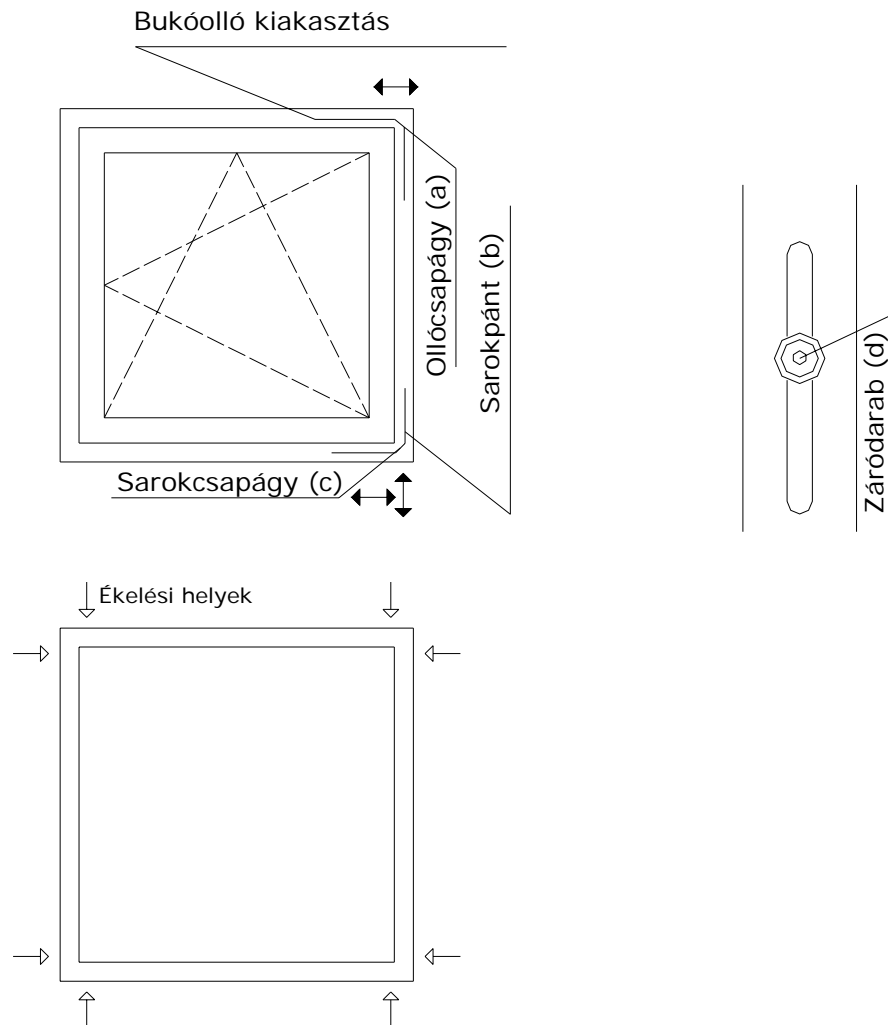 Bukóolló kiakasztás
Ollócsapágy (a)
Sarokpánt (b)
Záródarab (d)
Sarokcsapágy (c)
Ékelési helyek